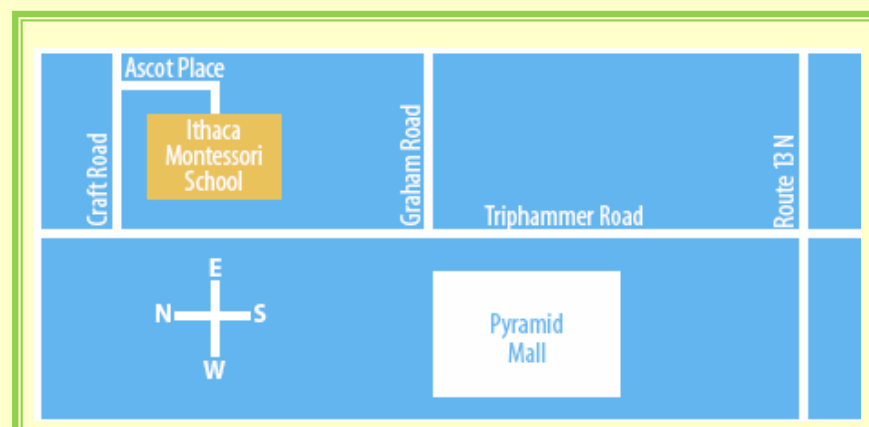 Ascot Place
Ithaca
Montessori
School
Craft Road
Graham Road
Triphammer Road
Route 13 N
E
N
S
W
Pyramid
Mall